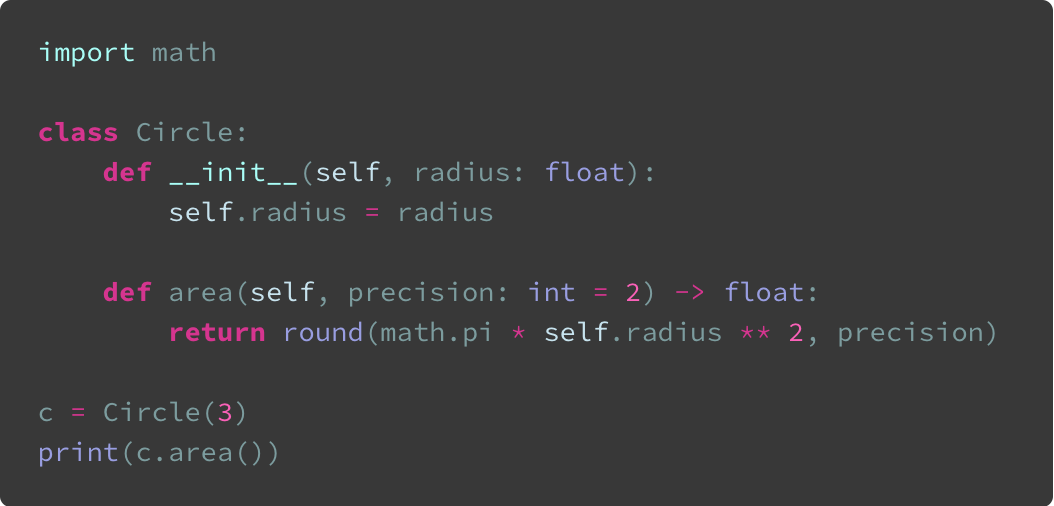 import math

class Circle:
    def __init__(self, radius: float):
        self.radius = radius

    def area(self, precision: int = 2) -> float:
        return round(math.pi * self.radius ** 2, precision)

c = Circle(3)
print(c.area())